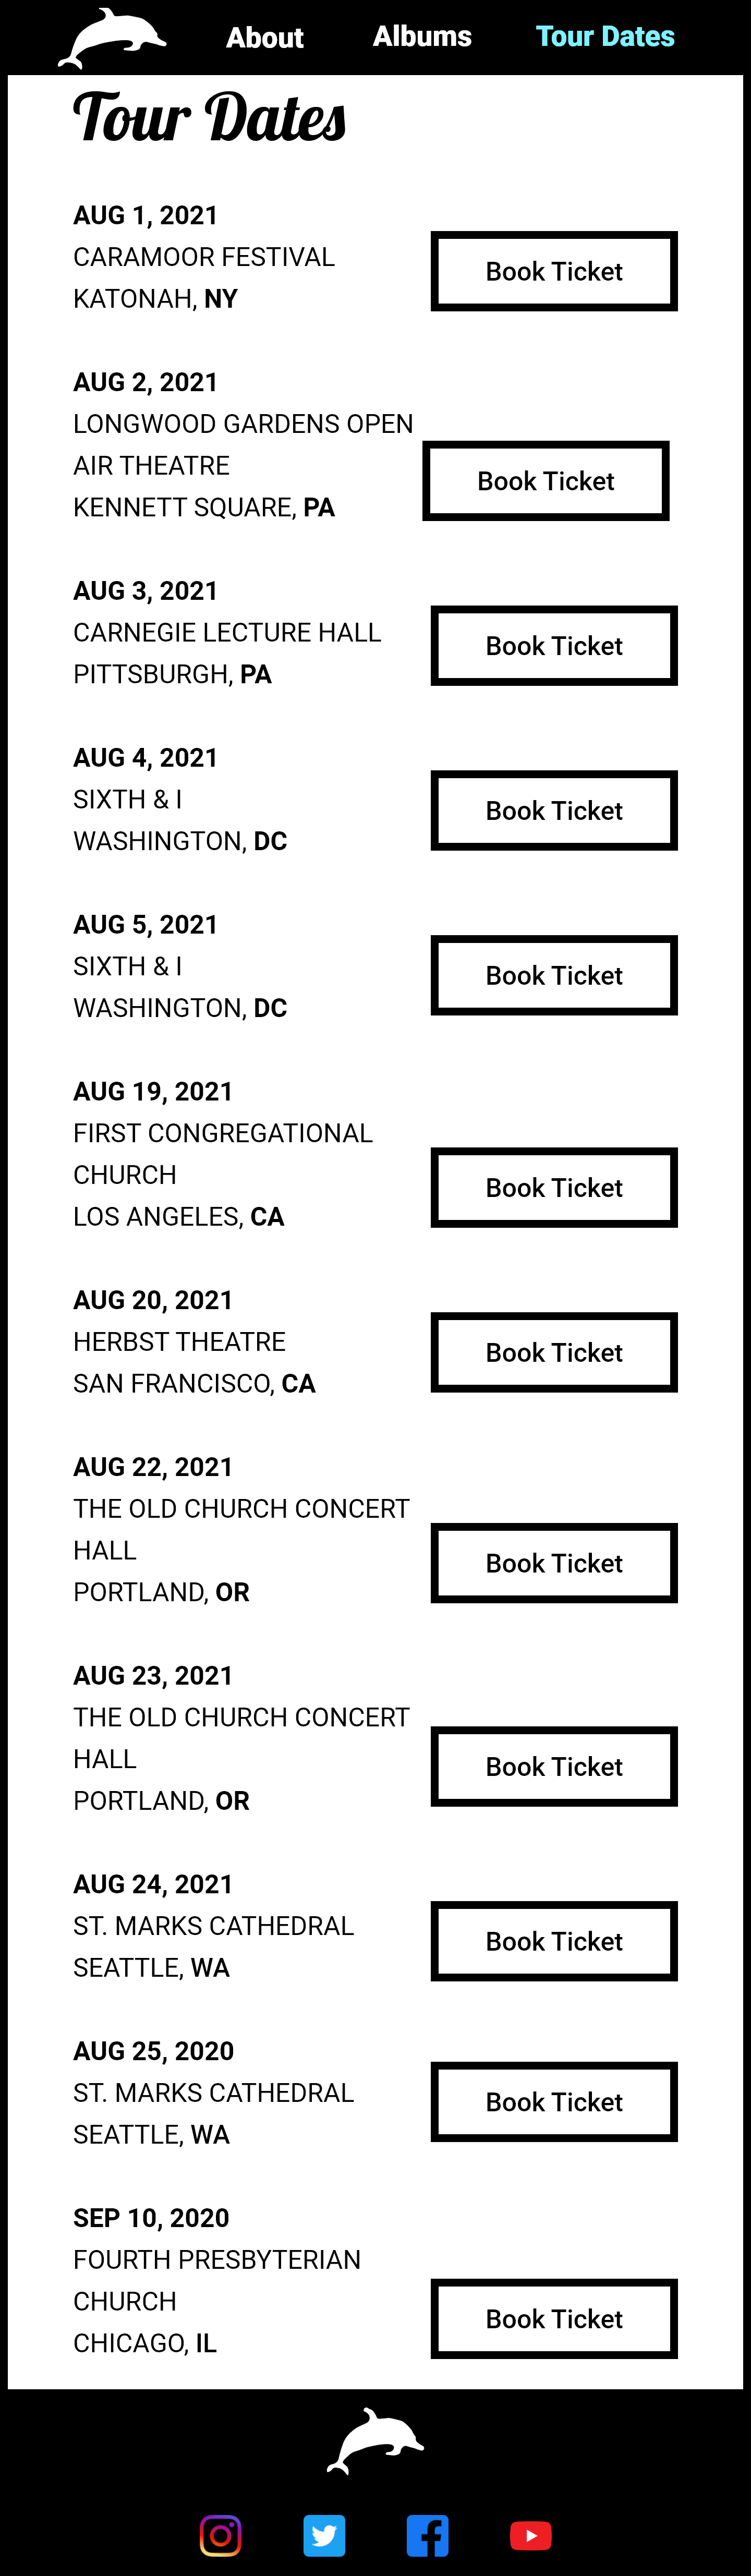 About Albums Tour Dates
Tour Dates
AUG 1, 2021
CARAMOOR FESTIVAL
KATONAH, NY
Book Ticket
AUG 2, 2021
LONGWOOD GARDENS OPEN
AIR THEATRE
KENNETT SQUARE, PA
Book Ticket
AUG 3, 2021
CARNEGIE LECTURE HALL
PITTSBURGH, PA
Book Ticket
AUG 4, 2021
SIXTH & I
WASHINGTON, DC
Book Ticket
AUG 5, 2021
SIXTH & I
WASHINGTON, DC
Book Ticket
AUG 19, 2021
FIRST CONGREGATIONAL
CHURCH
LOS ANGELES, CA
Book Ticket
AUG 20, 2021
HERBST THEATRE
SAN FRANCISCO, CA
Book Ticket
AUG 22, 2021
THE OLD CHURCH CONCERT
HALL
PORTLAND, OR
Book Ticket
AUG 23, 2021
THE OLD CHURCH CONCERT
HALL
PORTLAND, OR
Book Ticket
AUG 24, 2021
ST. MARKS CATHEDRAL
SEATTLE, WA
Book Ticket
AUG 25, 2020
ST. MARKS CATHEDRAL
SEATTLE, WA
Book Ticket
SEP 10, 2020
FOURTH PRESBYTERIAN
CHURCH
CHICAGO, IL
Book Ticket